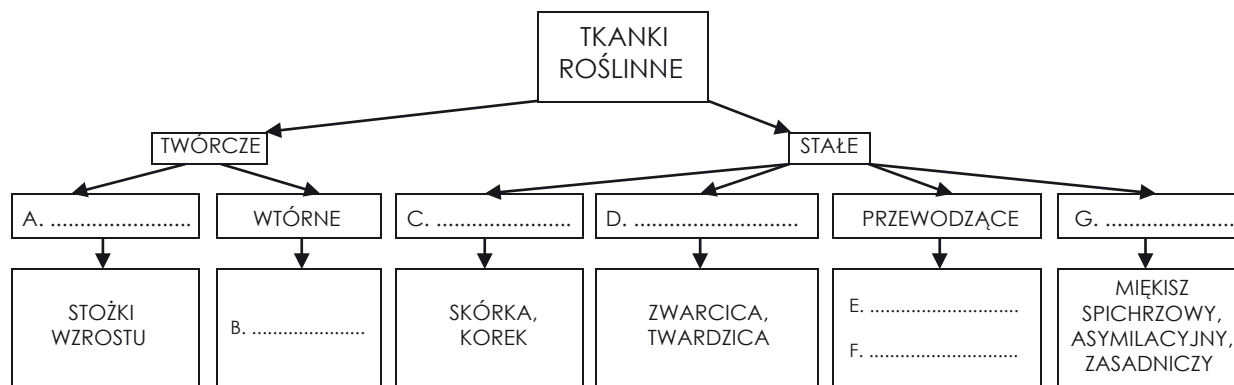 TKANKI
ROŚLINNE
TWÓRCZE
STAŁE
A. ........................
WTÓRNE
C. ......................
D. ......................
PRZEWODZĄCE
G. ......................
STOŻKI
WZROSTU
B. ......................
SKÓRKA,
KOREK
ZWARCICA,
TWARDZICA
E. .............................
F. .............................
MIĘKISZ
SPICHRZOWY,
ASYMILACYJNY,
ZASADNICZY